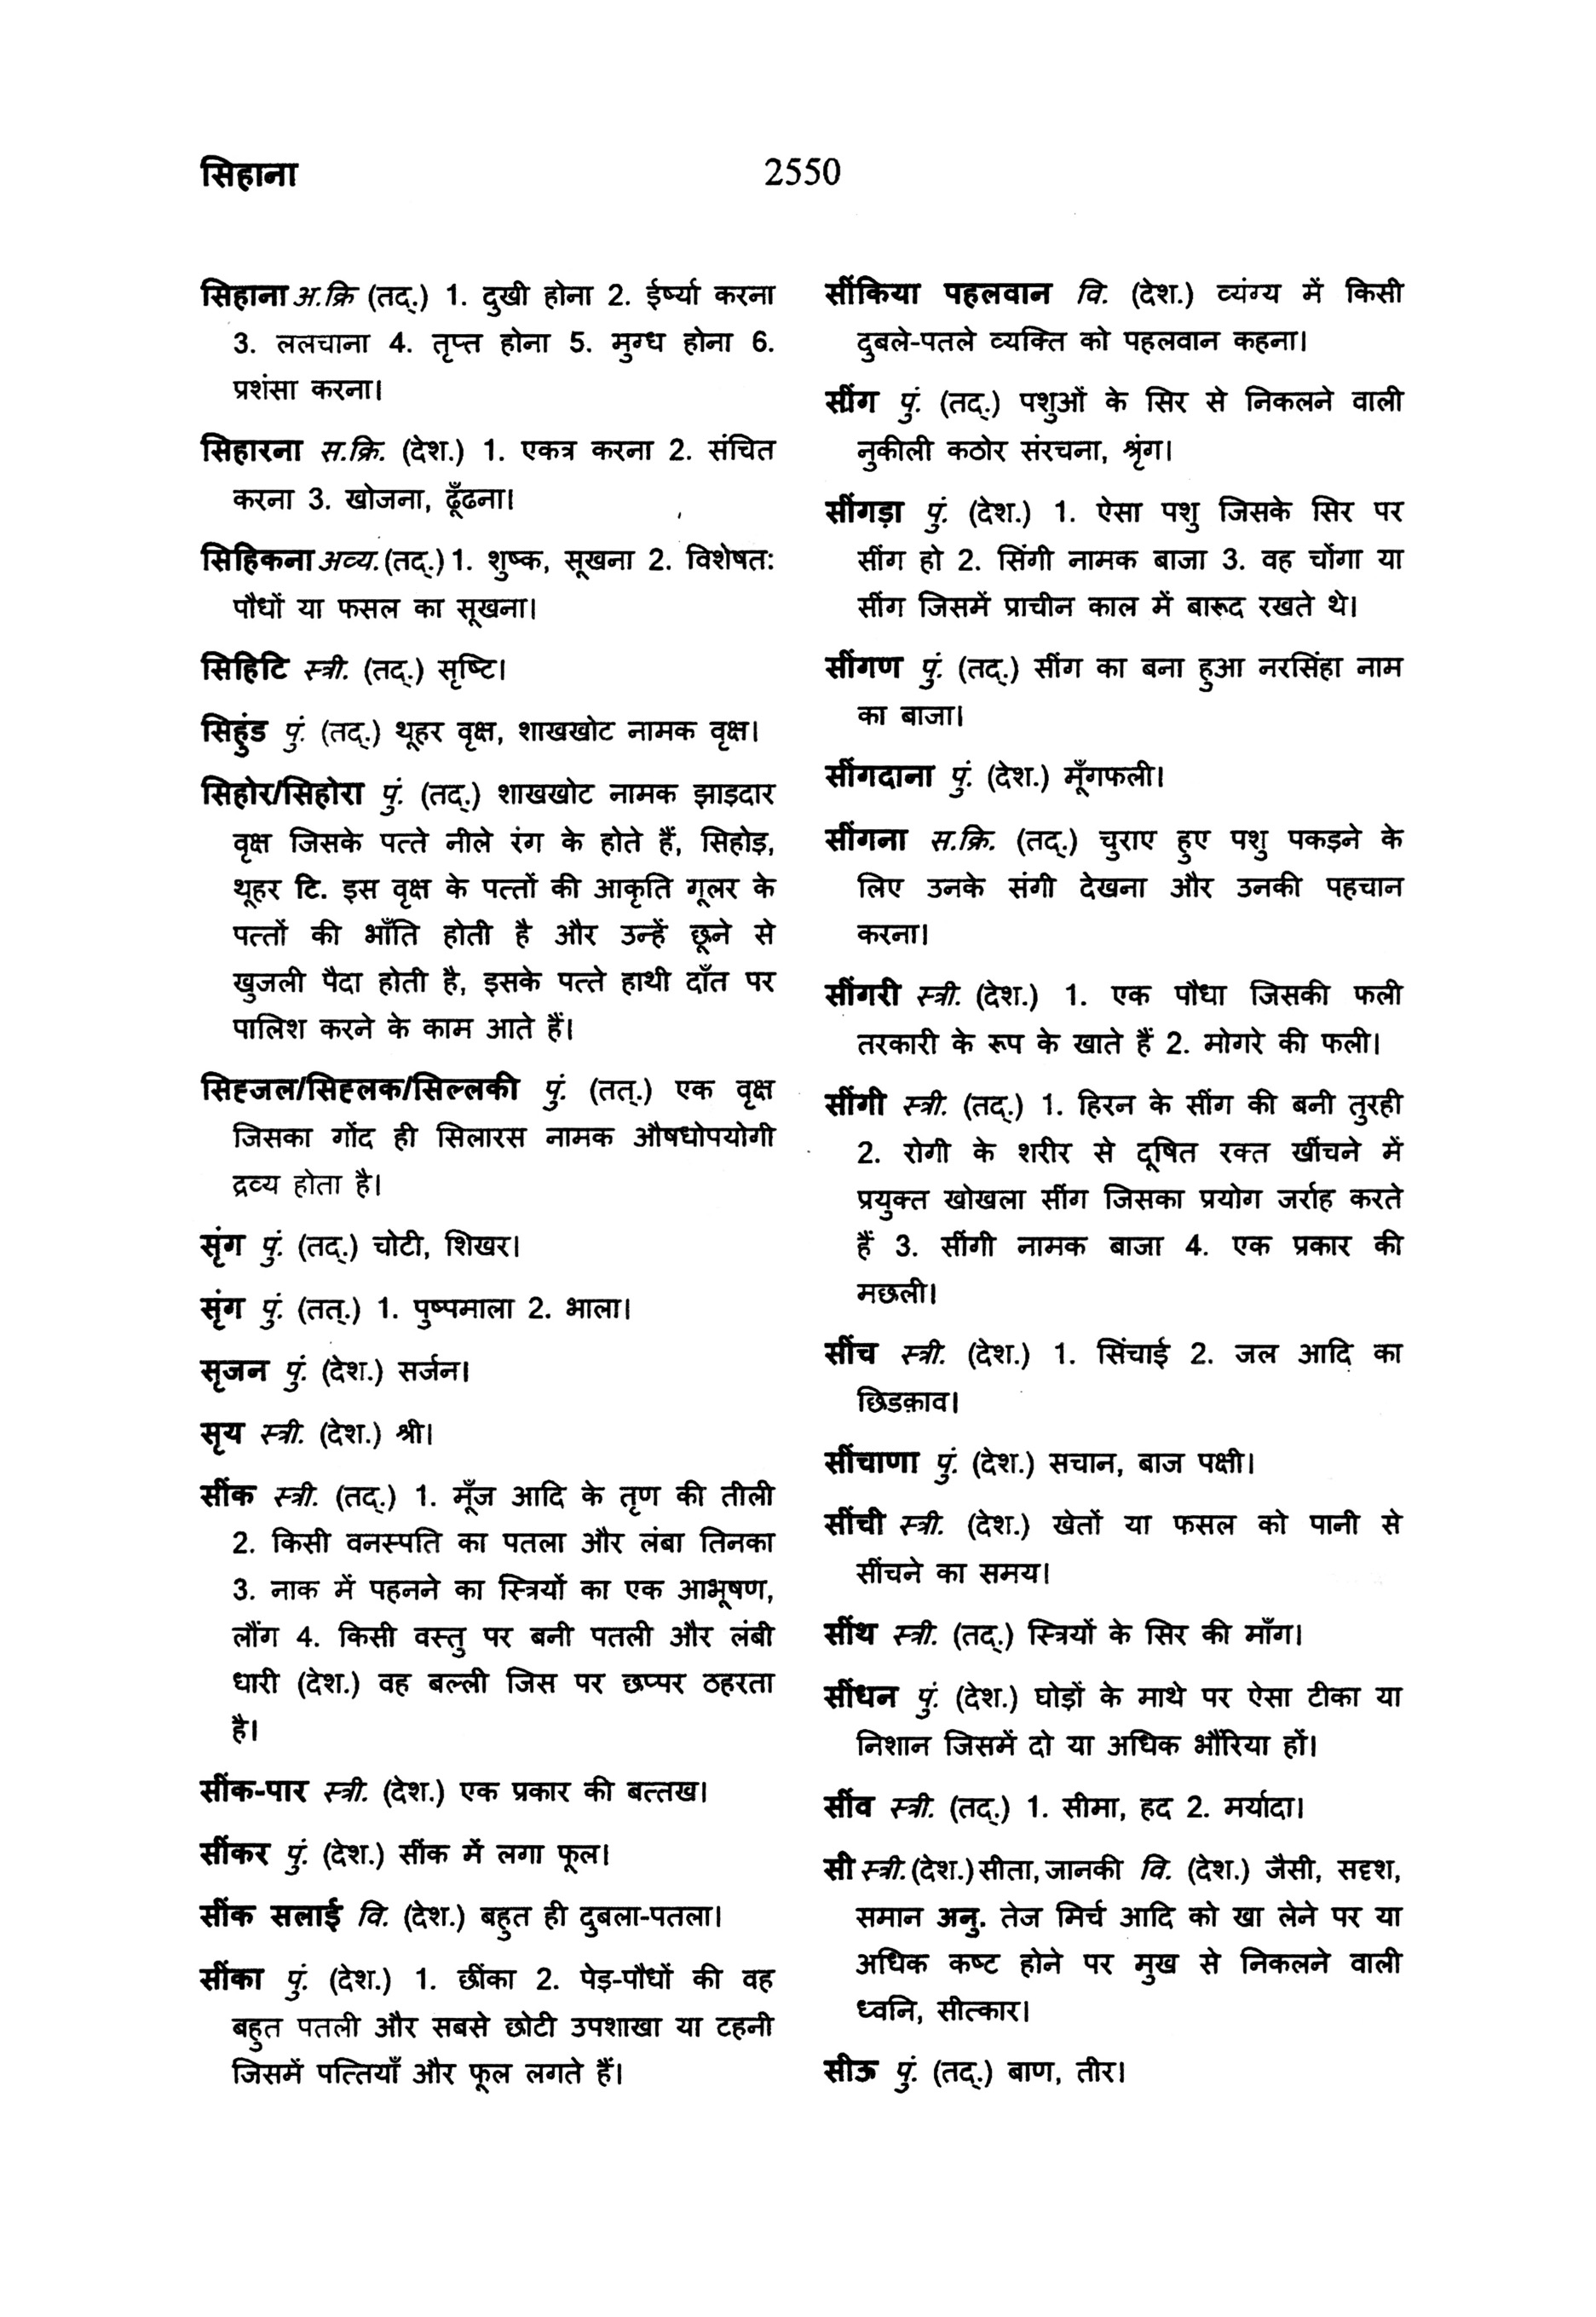 सिहाना
2550
सिहाना अ.क्रि (तद्.) 1. दुखी होना 2. ईर्ष्या करना
3. ललचाना 4. तृप्त होना 5. मुग्ध होना 6.
प्रशंसा करना।
सिहारना स.क्रि. (देश.) 1. एकत्र करना 2. संचित
करना 3. खोजना, ढूँढना।
सिहिकना अव्य. (तद्.) 1. शुष्क, सूखना 2. विशेषत:
पौधों या फसल का सूखना।
सिहिटि स्त्री. (तद्.) सृष्टि।
सिहुंड पुं. (तद्.) थूहर वृक्ष, शाखखोट नामक वृक्ष।
सिहोर/सिहोरा पुं. (तद्.) शाखखोट नामक झाड़दार
वृक्ष जिसके पत्ते नीले रंग के होते हैं, सिहोड़,
थूहर टि. इस वृक्ष के पत्तों की आकृति गूलर के
पत्तों की भाँति होती है और उन्हें छूने से
खुजली पैदा होती है, इसके पत्ते हाथी दाँत पर
पालिश करने के काम आते हैं।
सिह्जल/सिह्लक/सिल्लकी पुं. (तत्.) एक वृक्ष
जिसका गोंद ही सिलारस नामक औषधोपयोगी
द्रव्य होता है।
सृंग पुं. (तद्.) चोटी, शिखर।
सृंग पुं. (तत्.) 1. पुष्पमाला 2. भाला।
सृजन पुं. (देश.) सर्जन।
सृय स्त्री. (देश.) श्री।
सींक स्त्री. (तद्.) 1. मूँज आदि के तृण की तीली
2. किसी वनस्पति का पतला और लंबा तिनका
3. नाक में पहनने का स्त्रियों का एक आभूषण,
लौंग 4. किसी वस्तु पर बनी पतली और लंबी
धारी (देश.) वह बल्ली जिस पर छप्पर ठहरता
है।
सींक-पार स्त्री. (देश.) एक प्रकार की बत्तख।
सींकर पुं. (देश.) सींक में लगा फूल।
सींक सलाई वि. (देश.) बहुत ही दुबला-पतला।
सींका पुं. (देश.) 1. छींका 2. पेड़-पौधों की वह
बहुत पतली और सबसे छोटी उपशाखा या टहनी
जिसमें पत्तियाँ और फूल लगते हैं।
सींकिया पहलवान वि. (देश.) व्यंग्य में किसी
दुबले-पतले व्यक्ति को पहलवान कहना।
सींग पुं. (तद्.) पशुओं के सिर से निकलने वाली
नुकीली कठोर संरचना, श्रृंग।
सींगड़ा पुं. (देश.) 1. ऐसा पशु जिसके सिर पर
सींग हो 2. सिंगी नामक बाजा 3. वह चोंगा या
सींग जिसमें प्राचीन काल में बारूद रखते थे।
सींगण पुं. (तद्.) सींग का बना हुआ नरसिंहा नाम
का बाजा।
सींगदाना पुं. (देश.) मूँगफली।
सींगना स.क्रि. (तद्.) चुराए हुए पशु पकड़ने के
लिए उनके संगी देखना और उनकी पहचान
करना।
सींगरी स्त्री. (देश.) 1. एक पौधा जिसकी फली
तरकारी के रूप के खाते हैं 2. मोगरे की फली।
सींगी स्त्री. (तद्.) 1. हिरन के सींग की बनी तुरही
2. रोगी के शरीर से दूषित रक्त खींचने में
प्रयुक्त खोखला सींग जिसका प्रयोग जर्राह करते
हैं 3. सींगी नामक बाजा 4. एक प्रकार की
मछली।
सींच स्त्री. (देश.) 1. सिंचाई 2. जल आदि का
छिडक़ाव।
सींचाणा पुं. (देश.) सचान, बाज पक्षी।
सींची स्त्री. (देश.) खेतों या फसल को पानी से
सींचने का समय।
सींथ स्त्री. (तद्.) स्त्रियों के सिर की माँग।
सींधन पुं. (देश.) घोड़ों के माथे पर ऐसा टीका या
निशान जिसमें दो या अधिक भौंरिया हों।
सींव स्त्री. (तद्.) 1. सीमा, हद 2. मर्यादा।
सी स्त्री. (देश.) सीता, जानकी वि. (देश.) जैसी, सदृश,
समान अनु. तेज मिर्च आदि को खा लेने पर या
अधिक कष्ट होने पर मुख से निकलने वाली
ध्वनि, सीत्कार।
सीऊ पुं. (तद्.) बाण, तीर।